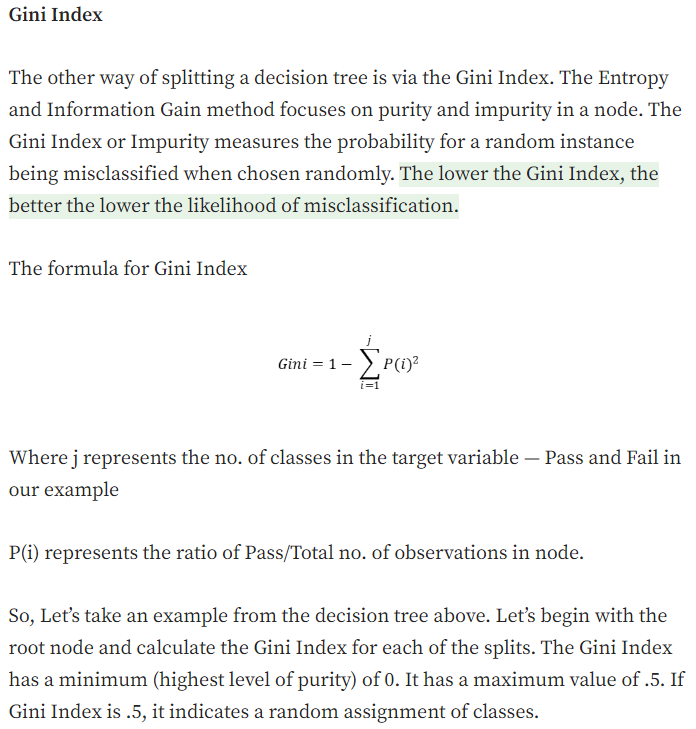 Gini Index
The other way of splitting a decision tree is via the Gini Index. The Entropy
and Information Gain method focuses on purity and impurity in a node. The
Gini Index or Impurity measures the probability for a random instance
being misclassified when chosen randomly. The lower the Gini Index, the
better the lower the likelihood of misclassification.
The formula for Gini Index
Gini = 1 − ∑_{i=1}^{j} P(i)²
Where j represents the no. of classes in the target variable — Pass and Fail in
our example
P(i) represents the ratio of Pass/Total no. of observations in node.
So, Let’s take an example from the decision tree above. Let’s begin with the
root node and calculate the Gini Index for each of the splits. The Gini Index
has a minimum (highest level of purity) of 0. It has a maximum value of .5. If
Gini Index is .5, it indicates a random assignment of classes.